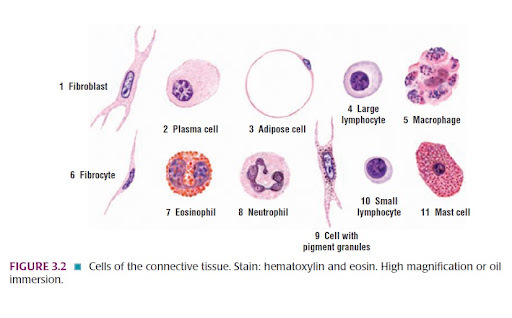 1 Fibroblast
2 Plasma cell
3 Adipose cell
4 Large
lymphocyte
5 Macrophage
6 Fibrocyte
7 Eosinophil
8 Neutrophil
9 Cell with
pigment granules
10 Small
lymphocyte
11 Mast cell
FIGURE 3.2 ■ Cells of the connective tissue. Stain: hematoxylin and eosin. High magnification or oil
immersion.